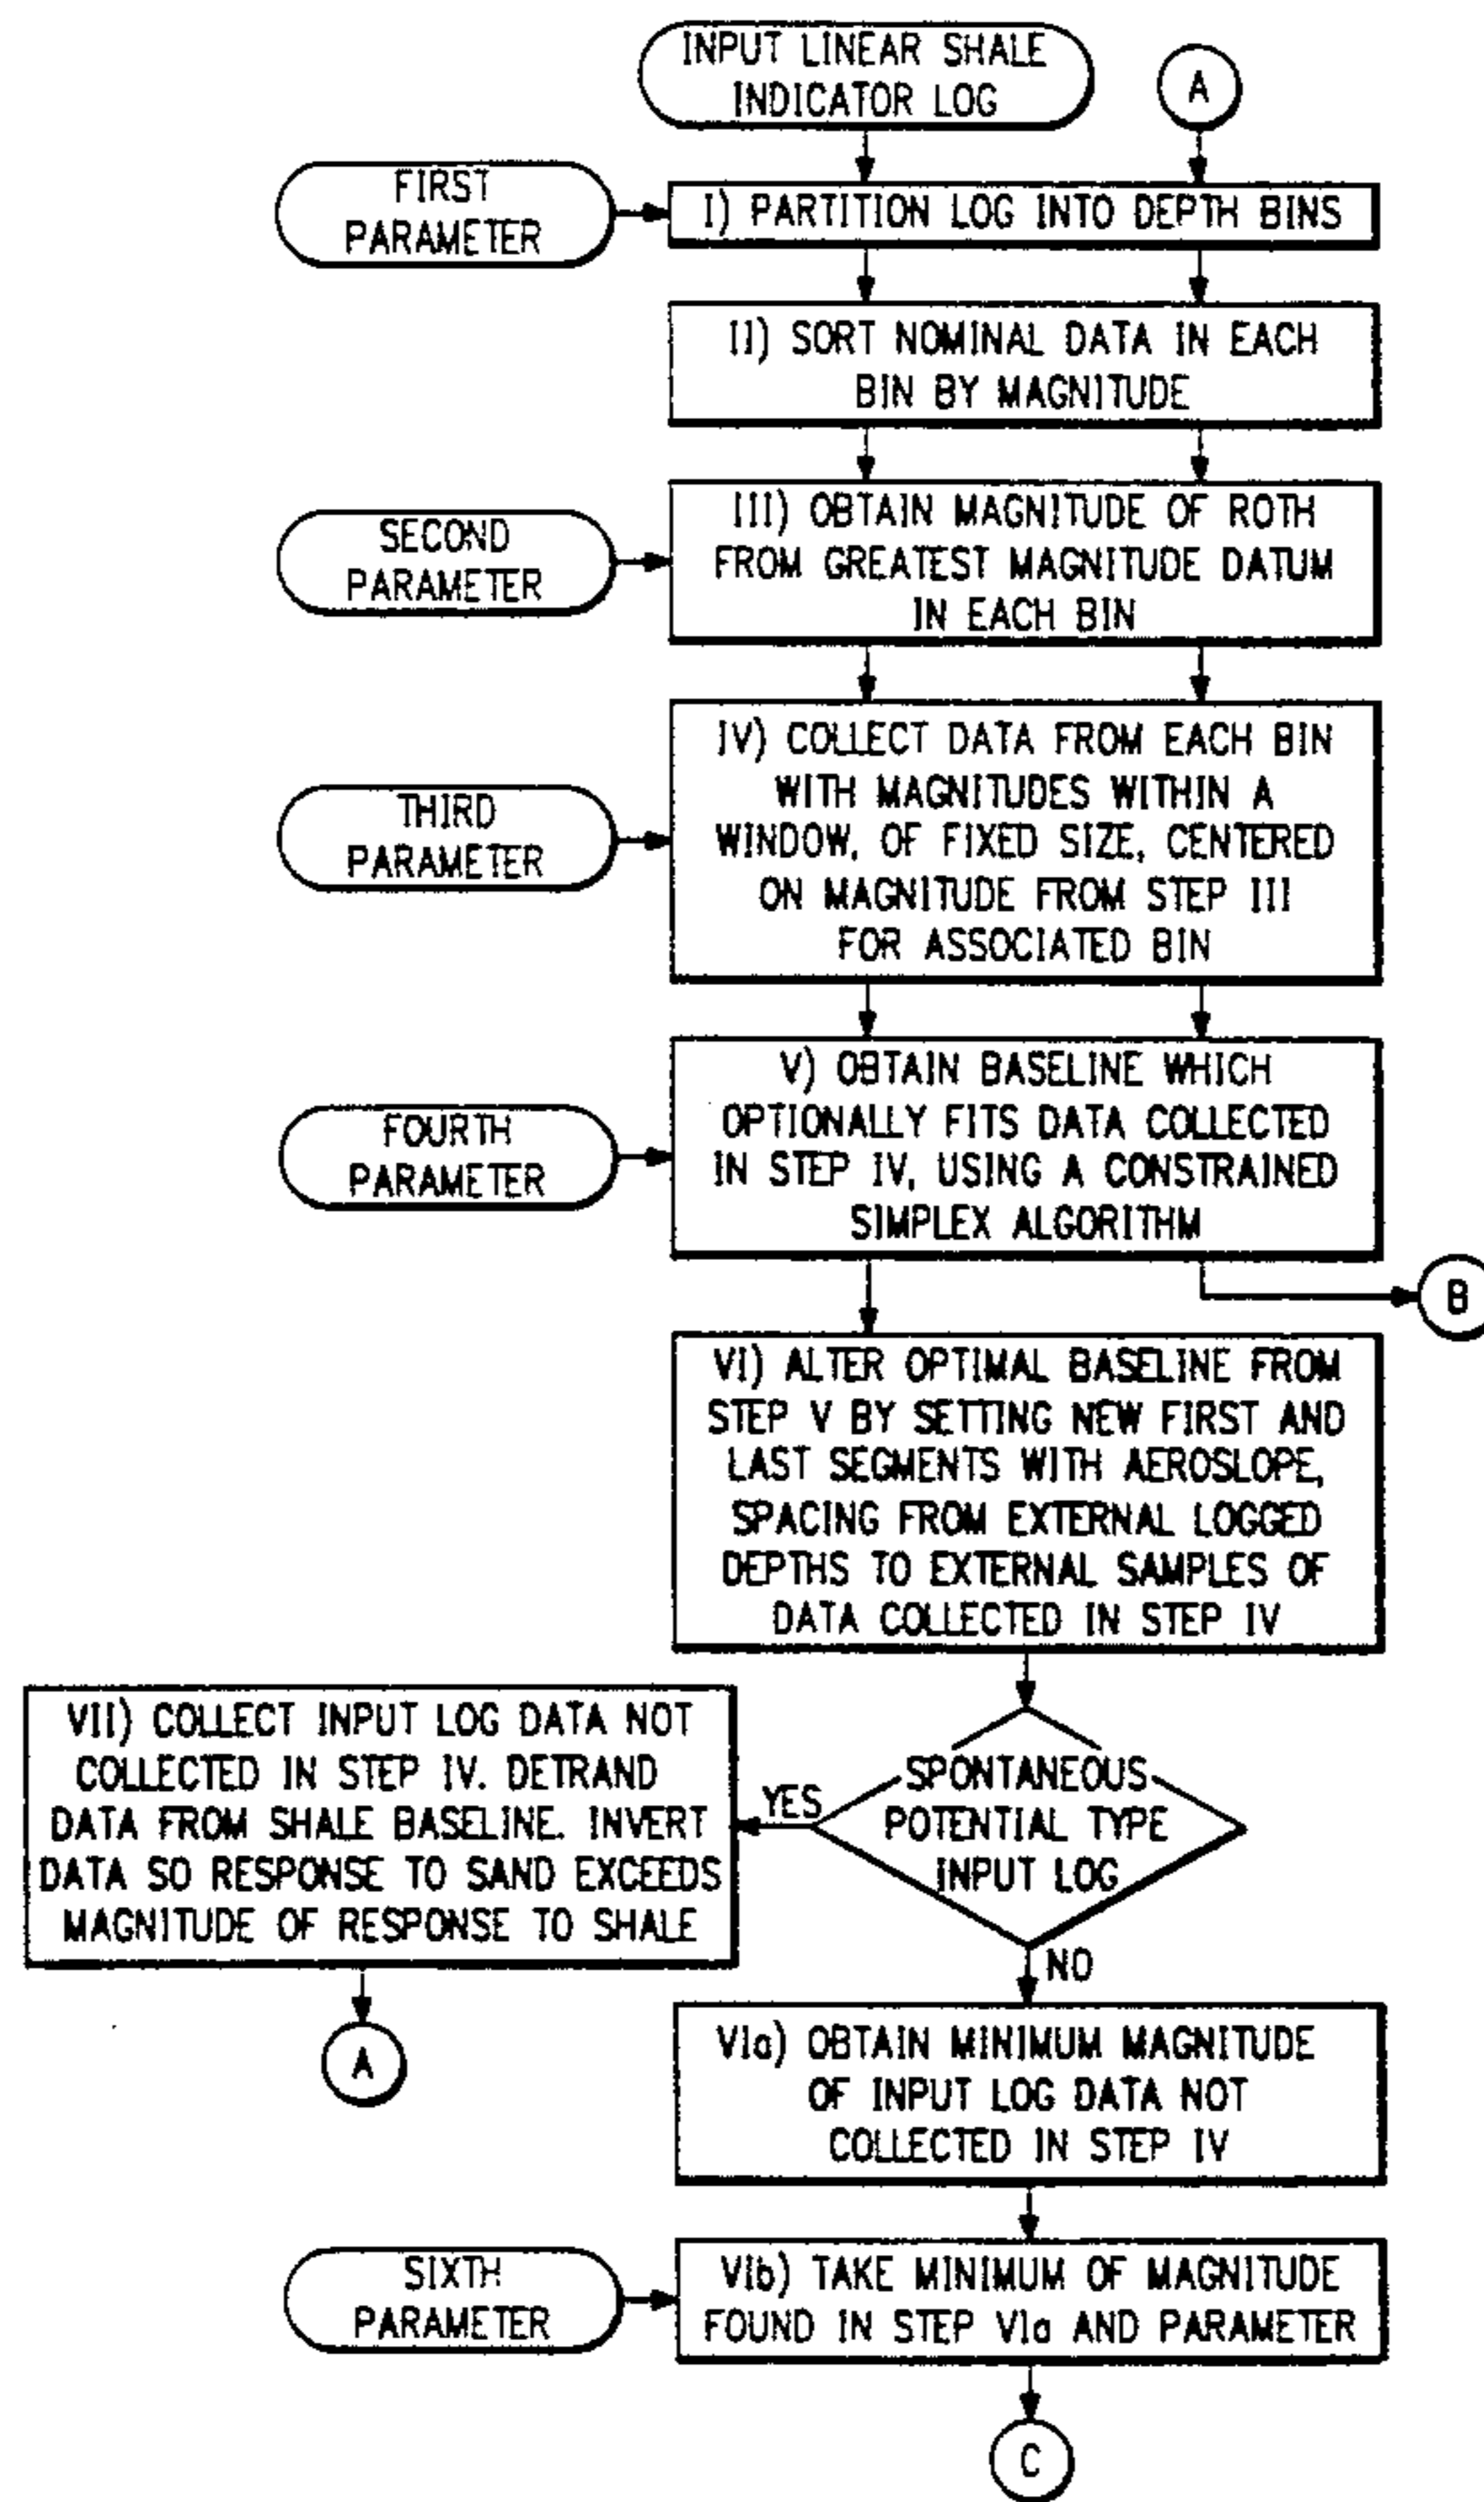 INPUT LINEAR SHALE
INDICATOR LOG
A
FIRST
PARAMETER
I) PARTITION LOG INTO DEPTH BINS
II) SORT NOMINAL DATA IN EACH
BIN BY MAGNITUDE
SECOND
PARAMETER
III) OBTAIN MAGNITUDE OF ROTH
FROM GREATEST MAGNITUDE DATUM
IN EACH BIN
THIRD
PARAMETER
IV) COLLECT DATA FROM EACH BIN
WITH MAGNITUDES WITHIN A
WINDOW, OF FIXED SIZE, CENTERED
ON MAGNITUDE FROM STEP III
FOR ASSOCIATED BIN
FOURTH
PARAMETER
V) OBTAIN BASELINE WHICH
OPTIONALLY FITS DATA COLLECTED
IN STEP IV, USING A CONSTRAINED
SIMPLEX ALGORITHM
B
VI) ALTER OPTIMAL BASELINE FROM
STEP V BY SETTING NEW FIRST AND
LAST SEGMENTS WITH AEROSLOPE,
SPACING FROM EXTERNAL LOGGED
DEPTHS TO EXTERNAL SAMPLES OF
DATA COLLECTED IN STEP IV
SPONTANEOUS
POTENTIAL TYPE
INPUT LOG
YES
VII) COLLECT INPUT LOG DATA NOT
COLLECTED IN STEP IV. DETRAND
DATA FROM SHALE BASELINE. INVERT
DATA SO RESPONSE TO SAND EXCEEDS
MAGNITUDE OF RESPONSE TO SHALE
A
NO
VIa) OBTAIN MINIMUM MAGNITUDE
OF INPUT LOG DATA NOT
COLLECTED IN STEP IV
SIXTH
PARAMETER
VIb) TAKE MINIMUM OF MAGNITUDE
FOUND IN STEP VIa AND PARAMETER
C